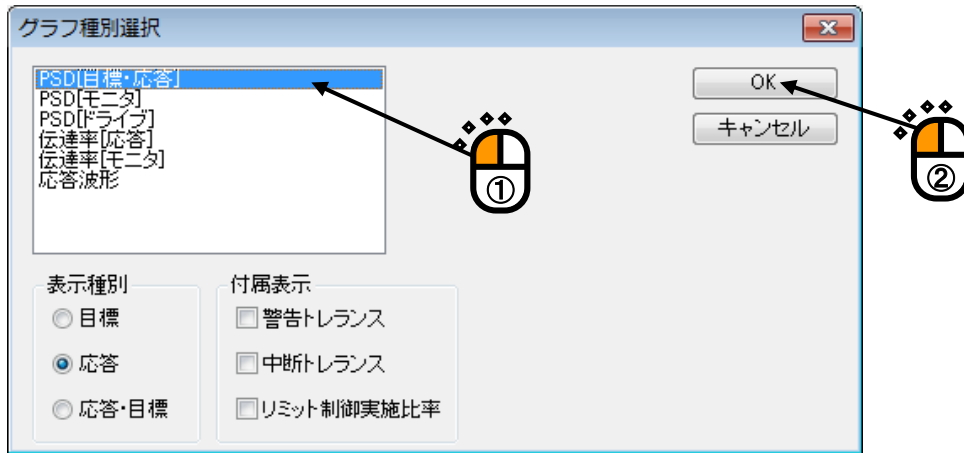 グラフ種別選択
PSD[目標・応答]
PSD[モニタ]
PSD[ドライブ]
伝達率[応答]
伝達率[モニタ]
応答波形
OK
キャンセル
①
②
表示種別
目標
応答
応答・目標
付属表示
警告トレランス
中断トレランス
リミット制御実施比率